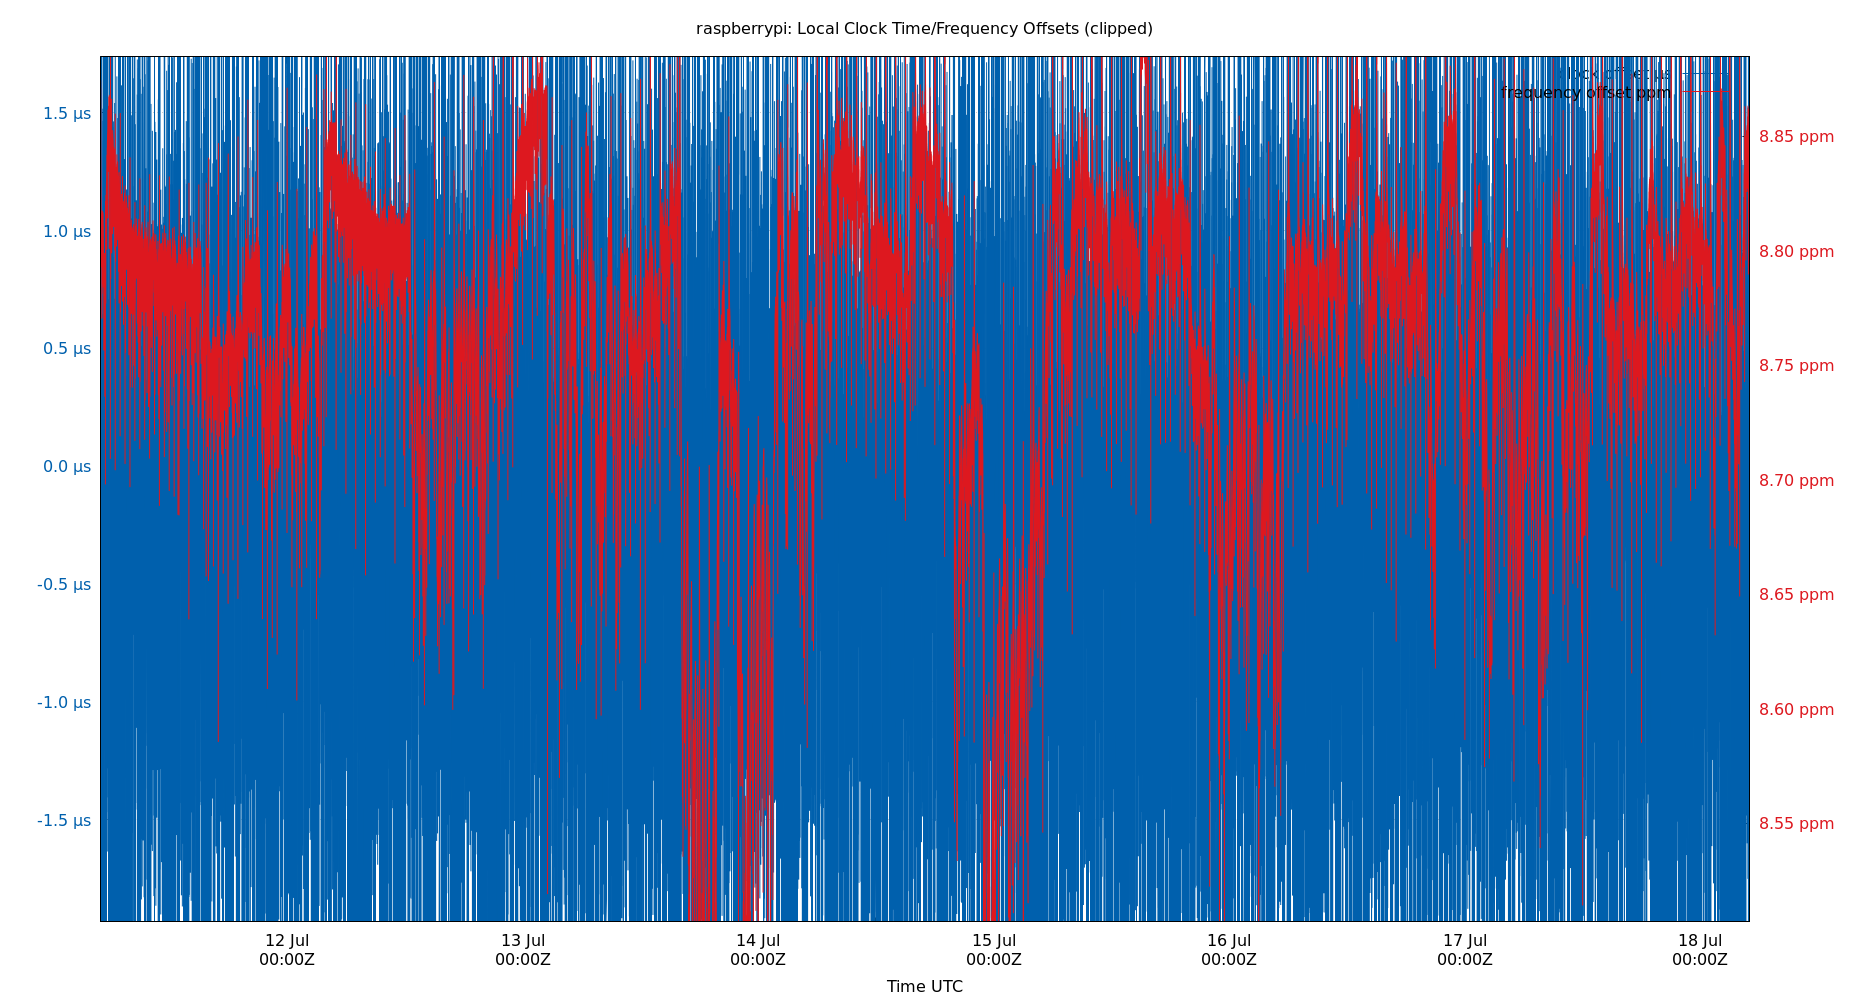 raspberrypi: Local Clock Time/Frequency Offsets (clipped)
clock offset µs
frequency offset ppm
1.5 µs
1.0 µs
0.5 µs
0.0 µs
-0.5 µs
-1.0 µs
-1.5 µs
8.85 ppm
8.80 ppm
8.75 ppm
8.70 ppm
8.65 ppm
8.60 ppm
8.55 ppm
12 Jul 13 Jul 14 Jul 15 Jul 16 Jul 17 Jul 18 Jul
00:00Z 00:00Z 00:00Z 00:00Z 00:00Z 00:00Z 00:00Z
Time UTC